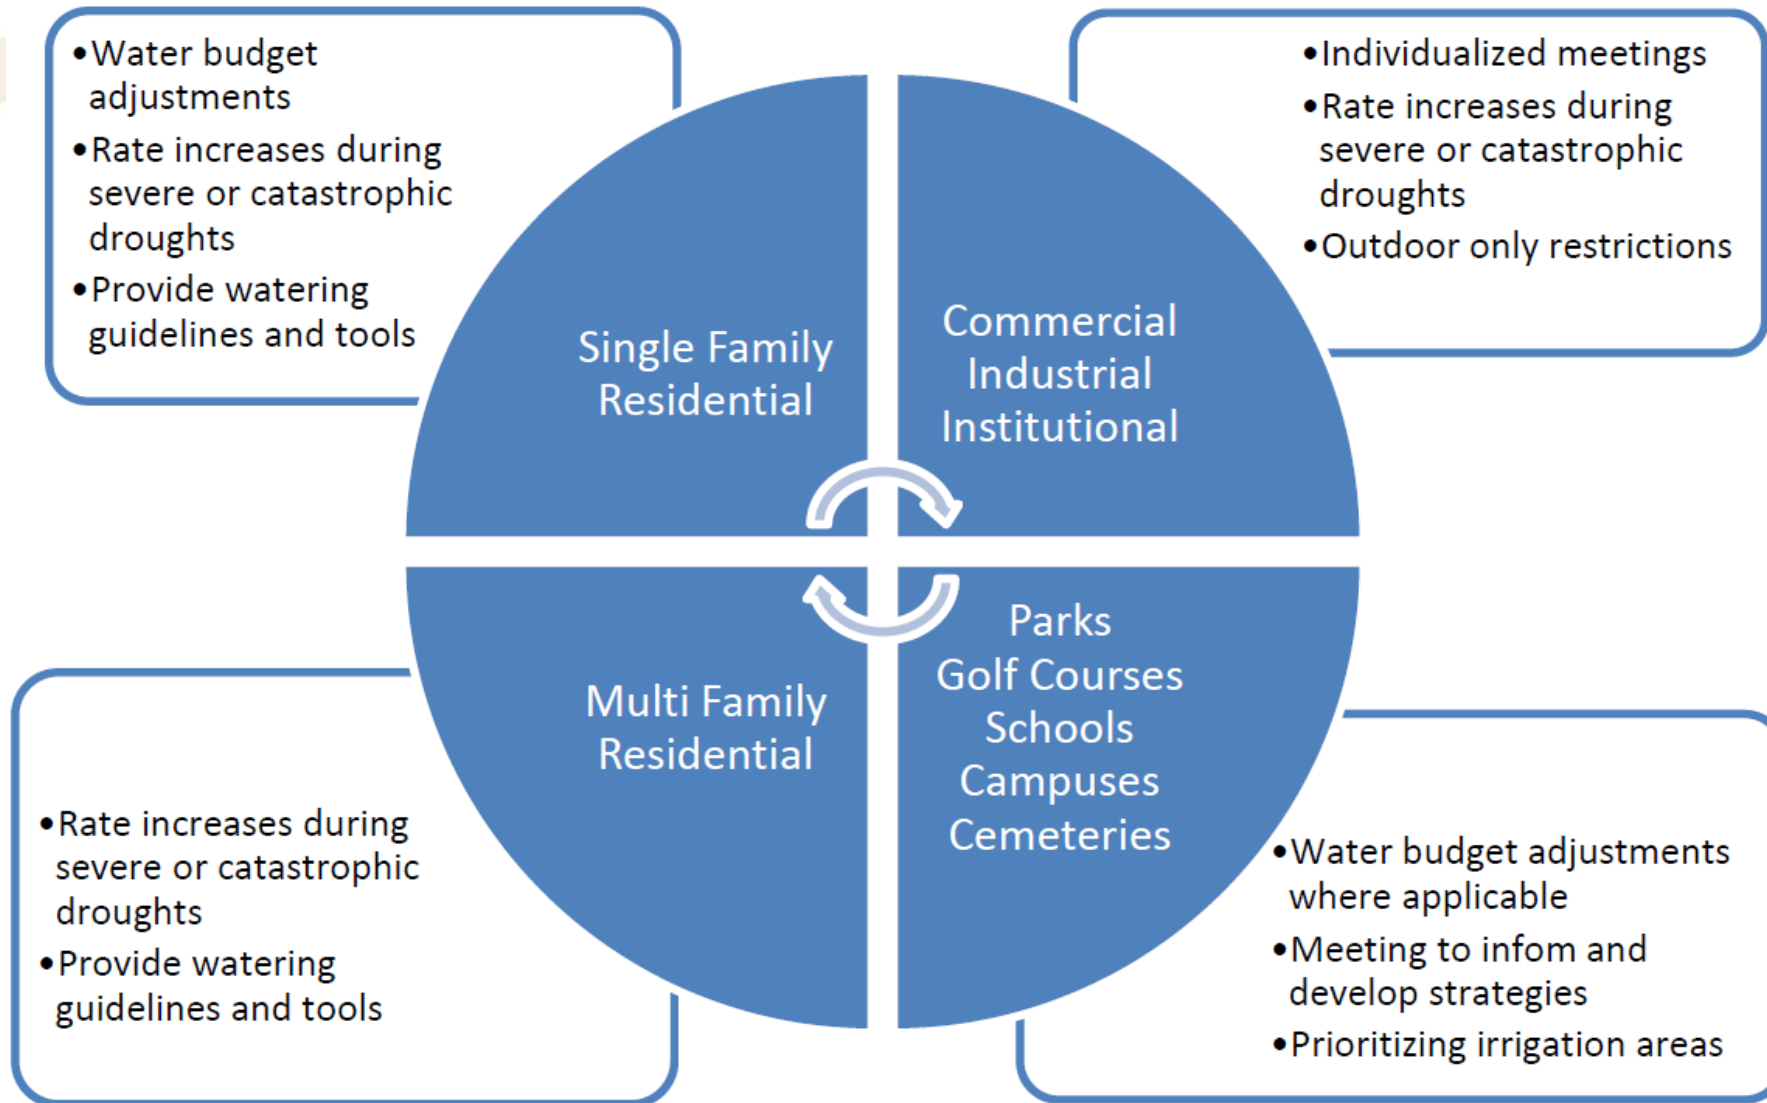 •Water budget
adjustments
•Rate increases during
severe or catastrophic
droughts
•Provide watering
guidelines and tools
Single Family
Residential
Commercial
Industrial
Institutional
•Individualized meetings
•Rate increases during
severe or catastrophic
droughts
•Outdoor only restrictions
Multi Family
Residential
•Rate increases during
severe or catastrophic
droughts
•Provide watering
guidelines and tools
Parks
Golf Courses
Schools
Campuses
Cemeteries
•Water budget adjustments
where applicable
•Meeting to infom and
develop strategies
•Prioritizing irrigation areas